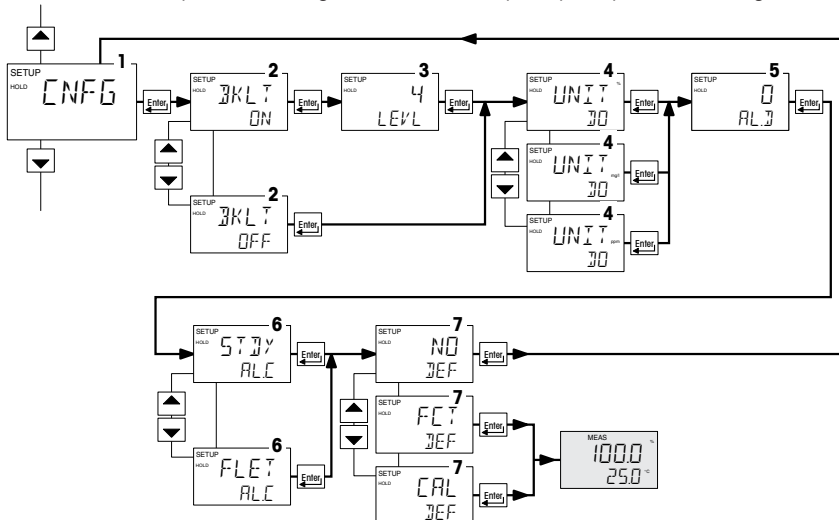 1
SETUP
HOLD
CNFG
Enter
2
SETUP
HOLD
BKLT
ON
Enter
2
SETUP
HOLD
BKLT
OFF
Enter
3
SETUP
HOLD
4
LEVL
Enter
4
SETUP
HOLD
UNIT %
DO
Enter
4
SETUP
HOLD
UNIT mg/l
DO
Enter
4
SETUP
HOLD
UNIT ppm
DO
Enter
5
SETUP
HOLD
0
AL.D
Enter
6
SETUP
HOLD
STDY
AL.C
Enter
6
SETUP
HOLD
FLET
AL.C
Enter
7
SETUP
HOLD
NO
DEF
Enter
7
SETUP
HOLD
FCT
DEF
Enter
7
SETUP
HOLD
CAL
DEF
Enter
MEAS
100.0 %
25.0 °C